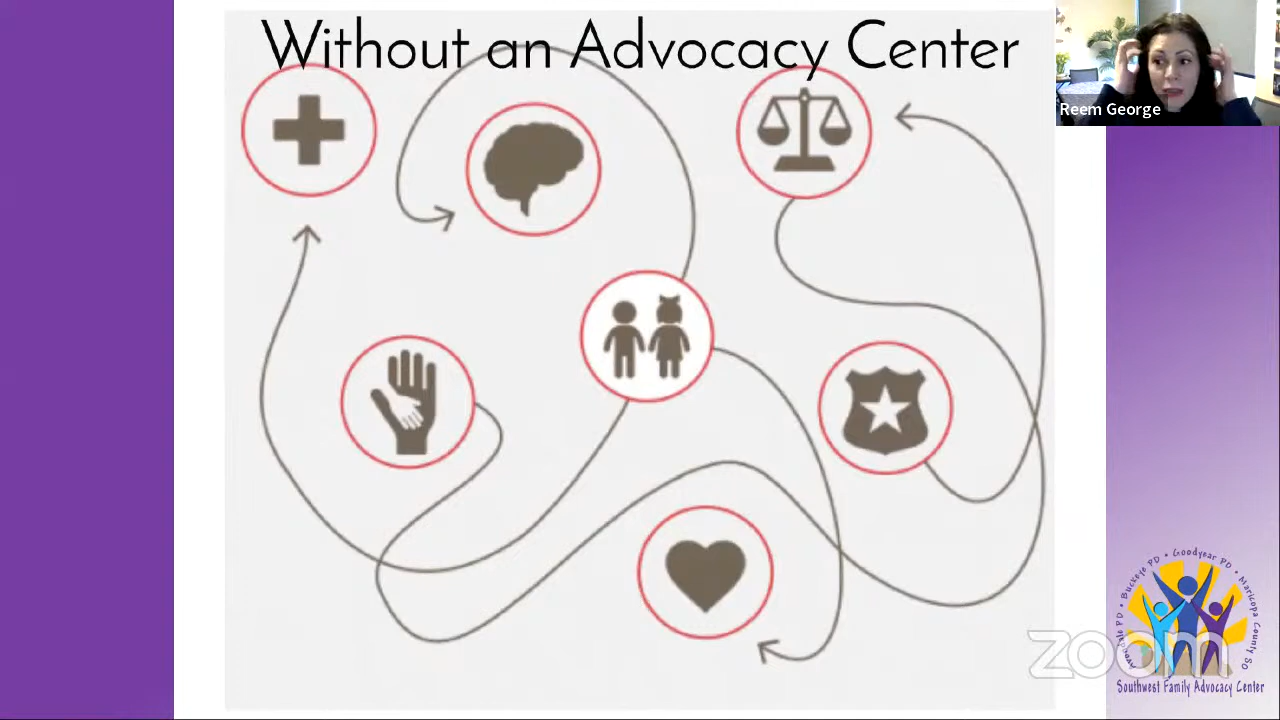 Without an Advocacy Center
Reem George
Avondale PD • Buckeye PD • Goodyear PD • Maricopa County SO
zoom
Southwest Family Advocacy Center